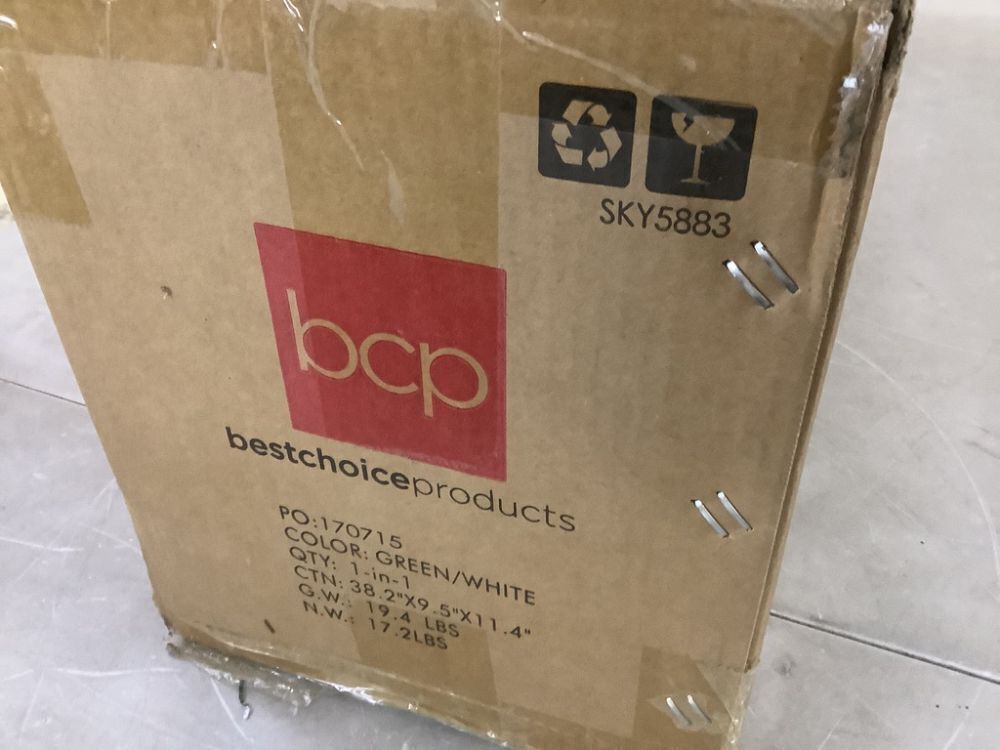 SKY5883
bcp
bestchoiceproducts
PO:170715
COLOR: GREEN/WHITE
QTY: 1-in-1
CTN: 38.2"X9.5"X11.4"
G.W.: 19.4 LBS
N.W.: 17.2LBS